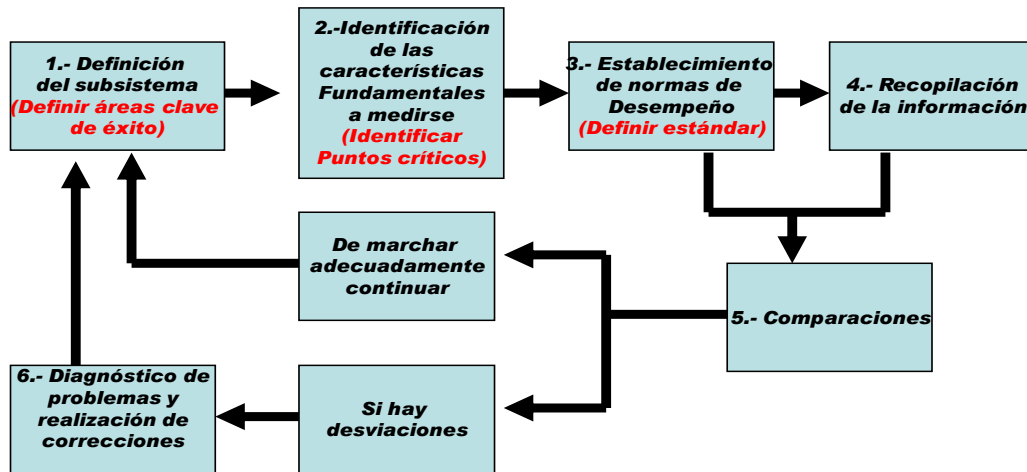 1.- Definición
del subsistema
(Definir áreas clave
de éxito)
2.-Identificación
de las
características
Fundamentales
a medirse
(Identificar
Puntos críticos)
3.- Establecimiento
de normas de
Desempeño
(Definir estándar)
4.- Recopilación
de la información
De marchar
adecuadamente
continuar
5.- Comparaciones
6.- Diagnóstico de
problemas y
realización de
correcciones
Si hay
desviaciones